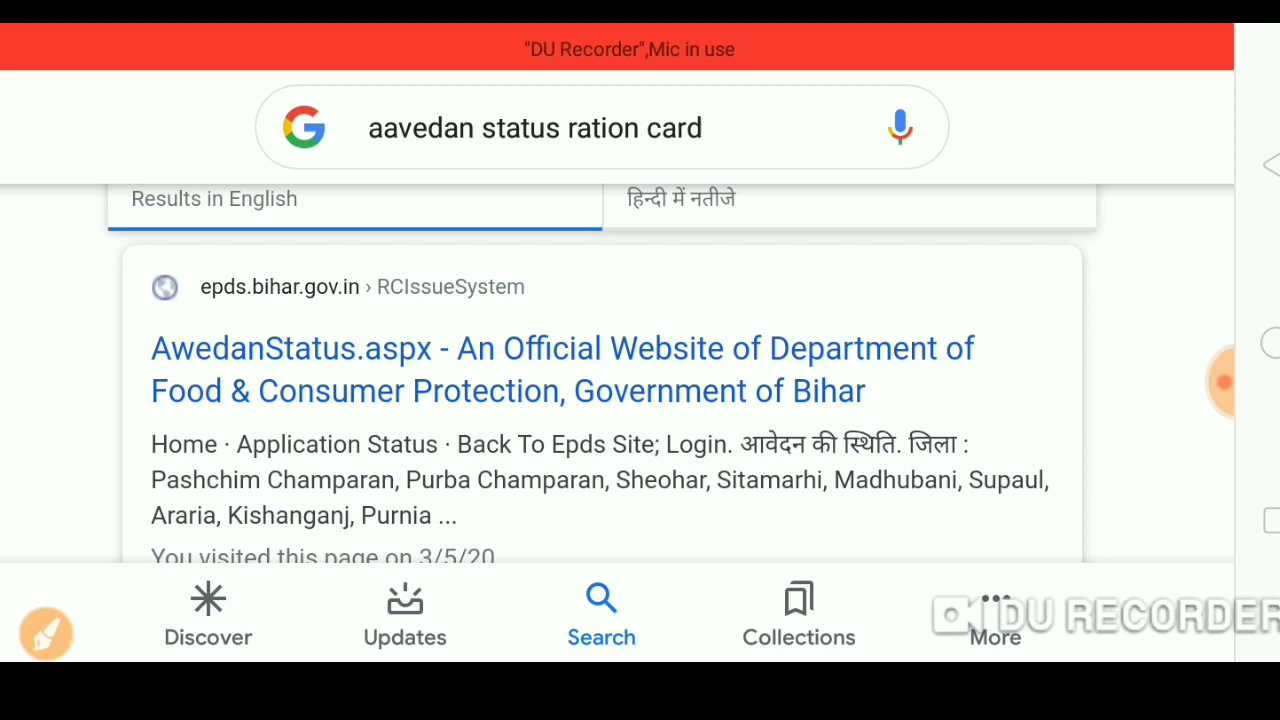 "DU Recorder",Mic in use
aavedan status ration card
Results in English
हिन्दी में नतीजे
epds.bihar.gov.in › RCIssueSystem
AwedanStatus.aspx - An Official Website of Department of
Food & Consumer Protection, Government of Bihar
Home · Application Status · Back To Epds Site; Login. आवेदन की स्थिति. जिला :
Pashchim Champaran, Purba Champaran, Sheohar, Sitamarhi, Madhubani, Supaul,
Araria, Kishanganj, Purnia ...
You visited this page on 3/5/20
Discover
Updates
Search
Collections
More
DU RECORDER